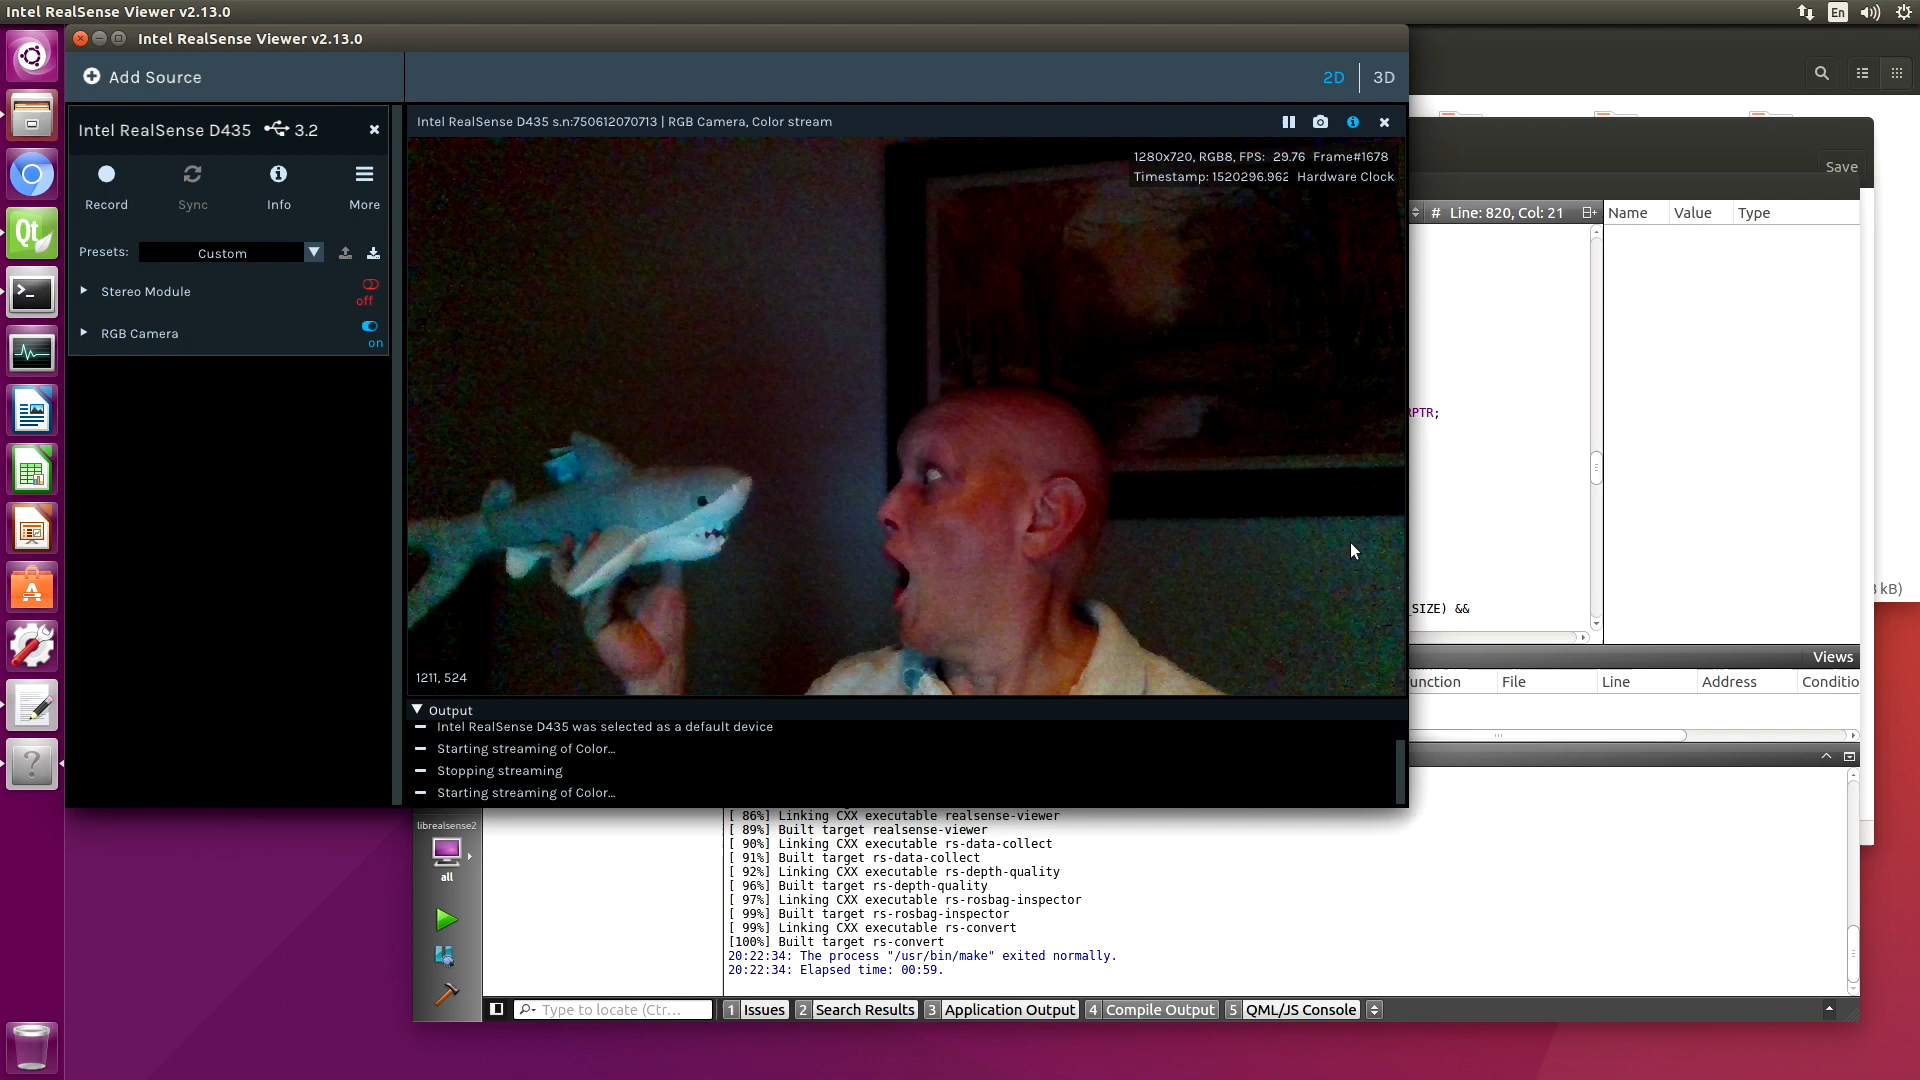 Intel RealSense Viewer v2.13.0
En
Intel RealSense Viewer v2.13.0
Add Source
2D
3D
Intel RealSense D435
3.2
Record
Sync
Info
More
Presets:
Custom
Stereo Module
off
RGB Camera
on
Intel RealSense D435 s.n:750612070713 | RGB Camera, Color stream
1280x720, RGB8, FPS: 29.76 Frame#1678
Timestamp: 1520296.962 Hardware Clock
1211, 524
Output
Intel RealSense D435 was selected as a default device
Starting streaming of Color...
Stopping streaming
Starting streaming of Color...
Save
# Line: 820, Col: 21
Name Value Type
RPTR;
_SIZE) &&
kB)
Views
unction File Line Address Conditio
librealsense2
all
[ 86%] Linking CXX executable realsense-viewer
[ 89%] Built target realsense-viewer
[ 90%] Linking CXX executable rs-data-collect
[ 91%] Built target rs-data-collect
[ 92%] Linking CXX executable rs-depth-quality
[ 96%] Built target rs-depth-quality
[ 97%] Linking CXX executable rs-rosbag-inspector
[ 99%] Built target rs-rosbag-inspector
[ 99%] Linking CXX executable rs-convert
[100%] Built target rs-convert
20:22:34: The process "/usr/bin/make" exited normally.
20:22:34: Elapsed time: 00:59.
Type to locate (Ctr...
1 Issues
2 Search Results
3 Application Output
4 Compile Output
5 QML/JS Console